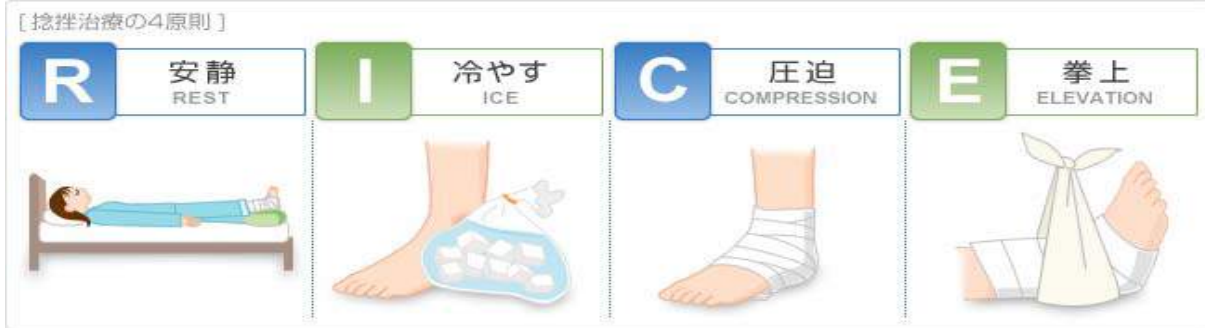 [捻挫治療の4原則]
R
安静
REST
I
冷やす
ICE
C
圧迫
COMPRESSION
E
拳上
ELEVATION